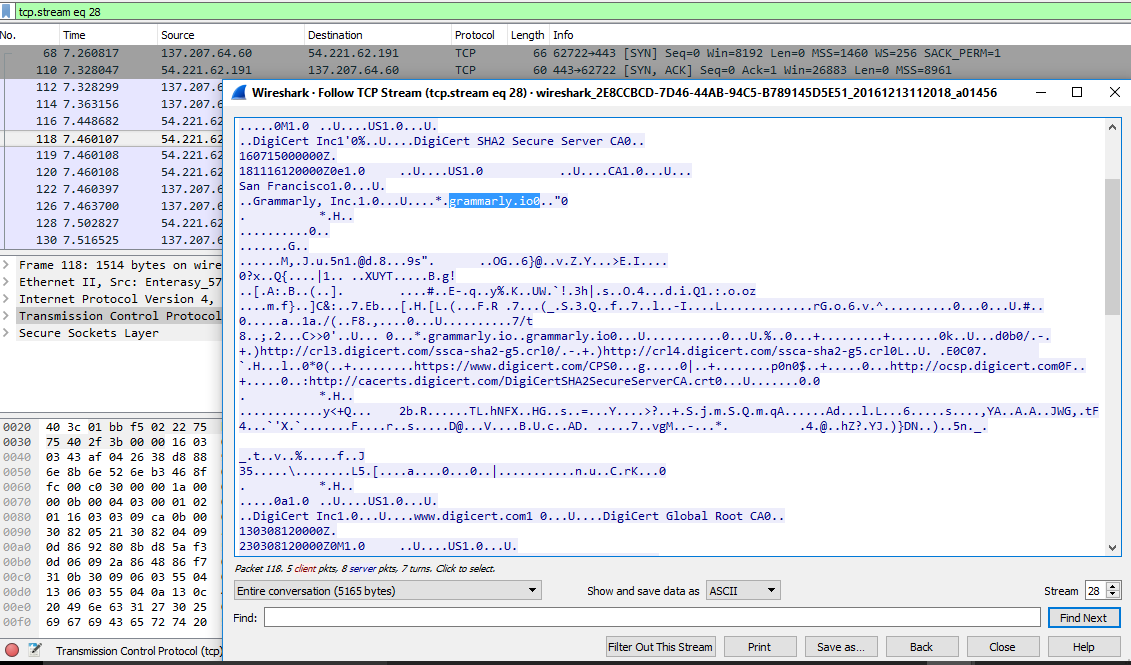 tcp.stream eq 28
No. Time Source Destination Protocol Length Info
68 7.260817 137.207.64.60 54.221.62.191 TCP 66 62722→443 [SYN] Seq=0 Win=8192 Len=0 MSS=1460 WS=256 SACK_PERM=1
110 7.328047 54.221.62.191 137.207.64.60 TCP 60 443→62722 [SYN, ACK] Seq=0 Ack=1 Win=26883 Len=0 MSS=8961
112 7.328299 137.207.6
114 7.363156 137.207.6
116 7.448682 54.221.62
118 7.460107 54.221.62
119 7.460108 54.221.62
120 7.460108 54.221.62
122 7.460397 137.207.6
126 7.463700 137.207.6
128 7.502827 54.221.62
130 7.516525 137.207.6
Frame 118: 1514 bytes on wire
Ethernet II, Src: Enterasy_57
Internet Protocol Version 4,
Transmission Control Protocol
Secure Sockets Layer
0020 40 3c 01 bb f5 02 22 75
0030 75 40 2f 3b 00 00 16 03
0040 03 43 af 04 26 38 d8 88
0050 6e 8b 6e 52 6e b3 46 8f
0060 fc 00 c0 30 00 00 1a 00
0070 00 0b 00 04 03 00 01 02
0080 01 16 03 03 09 ca 0b 00
0090 30 82 05 21 30 82 04 09
00a0 0d 86 92 80 8b d8 5a f3
00b0 0d 06 09 2a 86 48 86 f7
00c0 31 0b 30 09 06 03 55 04
00d0 13 06 03 55 04 0a 13 0c
00e0 20 49 6e 63 31 27 30 25
00f0 69 67 69 43 65 72 74 20
Transmission Control Protocol (tcp)
Wireshark · Follow TCP Stream (tcp.stream eq 28) · wireshark_2E8CCBCD-7D46-44AB-94C5-B789145D5E51_20161213112018_a01456
.....0M1.0 ..U....US1.0...U.
..DigiCert Inc1'0%..U....DigiCert SHA2 Secure Server CA0..
160715000000Z.
181116120000Z0e1.0 ..U....US1.0 ..U....CA1.0...U...
San Francisco1.0...U.
..Grammarly, Inc.1.0...U....*.grammarly.io0.."0
. *.H..
..........0..
.......G..
......M,.J.u.5n1.@d.8...9s". ..OG..6}@..v.Z.Y...>E.I....
0?x..Q{....|1.. ..XUYT.....B.g!
..[.A:.B..(..]. ....#..E-.q..y%.K..UW.`!.3h|.s..O.4...d.i.Q1.:.o.oz
....m.f}..]C&:..7.Eb...[.H.[L.(...F.R .7...(_.S.3.Q..f..7..l..-I....L.............rG.o.6.v.^..........0...0...U.#..
0.....a..1a./(..F8.,....0...U..........7/t
8..;.2...C>>0'..U... 0...*.grammarly.io..grammarly.io0...U...........0...U.%..0...+.........+.......0k..U...d0b0/.-.
+.)http://crl3.digicert.com/ssca-sha2-g5.crl0/.-.+.)http://crl4.digicert.com/ssca-sha2-g5.crl0L..U. .E0C07.
`.H...l..0*0(..+.........https://www.digicert.com/CPS0...g.....0|..+........p0n0$..+.....0...http://ocsp.digicert.com0F..
+.....0..:http://cacerts.digicert.com/DigiCertSHA2SecureServerCA.crt0...U.......0.0
. *.H..
............y<+Q... 2b.R......TL.hNFX..HG..s..=...Y....>?..+.S.j.m.S.Q.m.qA......Ad...l.L...6.....s....,YA..A.A..JWG,.tF
4...`'X.`.......F....r..s.....D@...V....B.U.c..AD. .....7..vgM..-...*. .4.@..hZ?.YJ.)}DN..)..5n._.
_.t..v..%.....f..J
35.....\........L5.[....a....0...0..|...........n.u..C.rK...0
. *.H..
.....0a1.0 ..U....US1.0...U.
..DigiCert Inc1.0...U....www.digicert.com1 0...U....DigiCert Global Root CA0..
130308120000Z.
230308120000Z0M1.0 ..U....US1.0...U.
Packet 118. 5 client pkts, 8 server pkts, 7 turns. Click to select.
Entire conversation (5165 bytes) Show and save data as ASCII Stream 28
Find: Find Next
Filter Out This Stream Print Save as... Back Close Help